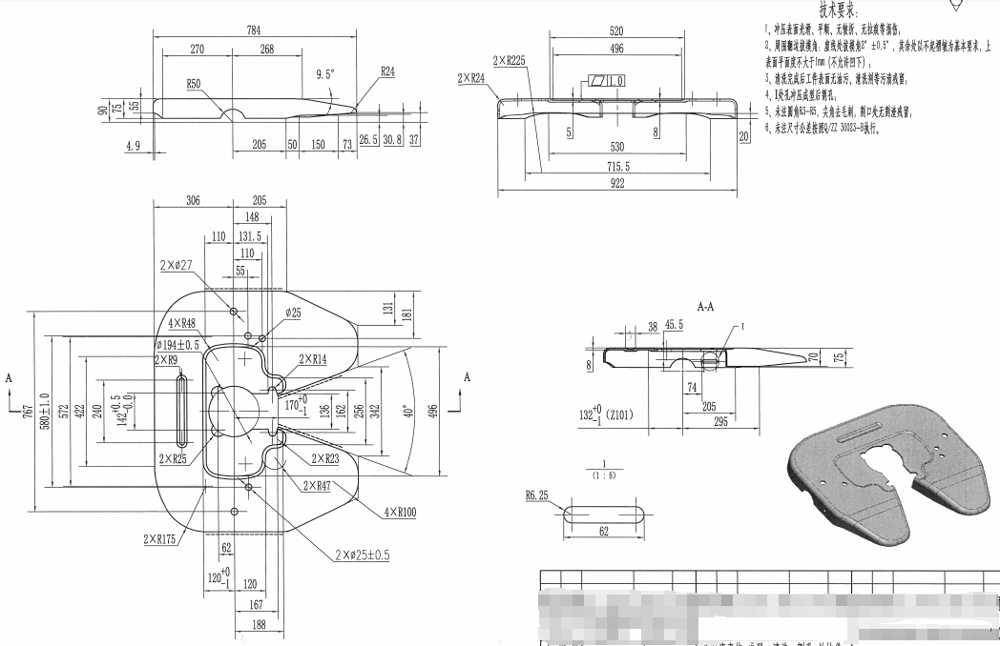 技术要求:
1、冲压表面光滑、平顺、无皱折、无拉痕等损伤;
2、周围翻边拔模角: 虚线处拔模角2° ±0.5°, 其余处以不起褶皱为基本要求, 上
表面平面度不大于1mm (不允许凹下);
3、清洗完成后工件表面无油污、清洗剂等污渍残留;
4、I处孔冲压成型后割孔;
5、未注圆角R3-R5, 尖角去毛刺, 割口处无割渣残留;
6、未注尺寸公差按图Q/ZZ 30023-B执行。
784
270
268
9.5°
R24
R50
90
75
55
4.9
205
50
150
73
26.5
30.8
37
520
496
2×R225
2×R24
1.0
5
8
20
530
715.5
922
306
205
148
110
131.5
110
55
2×ø27
ø25
4×R48
ø194±0.5
2×R9
2×R14
131
181
A
A
767
580±1.0
572
422
240
142+0.5
-0.0
170+0
-1
136
162
256
342
40°
496
2×R25
2×R23
2×R47
4×R100
2×R175
2×ø25±0.5
62
120+0
-1
120
167
188
A-A
38
45.5
I
8
70
75
74
205
295
132+0
-1 (Z101)
I
(1:5)
R6.25
62